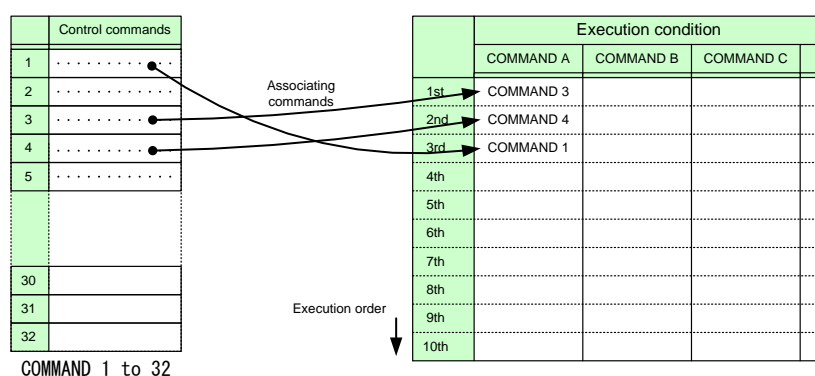 Control commands
1 · · · · · · · · · · ·
2 · · · · · · · · · · ·
3 · · · · · · · · · · ·
4 · · · · · · · · · · ·
5 · · · · · · · · · · ·
30
31
32
COMMAND 1 to 32
Associating
commands
Execution order
Execution condition
COMMAND A COMMAND B COMMAND C
1st COMMAND 3
2nd COMMAND 4
3rd COMMAND 1
4th
5th
6th
7th
8th
9th
10th